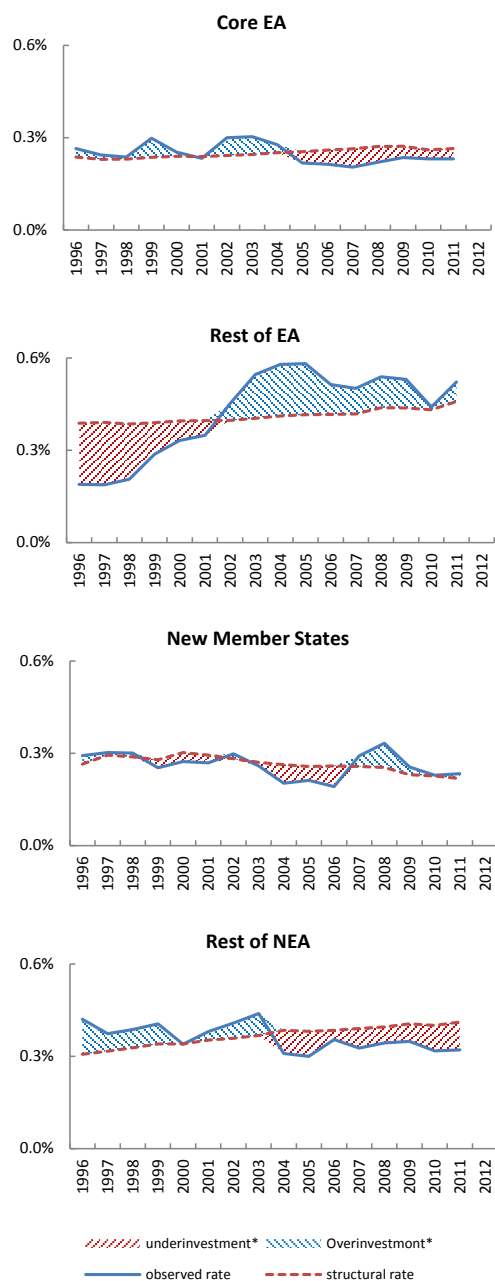 Core EA
0.6%
0.3%
0.0%
1996 1997 1998 1999 2000 2001 2002 2003 2004 2005 2006 2007 2008 2009 2010 2011 2012
Rest of EA
0.6%
0.3%
0.0%
1996 1997 1998 1999 2000 2001 2002 2003 2004 2005 2006 2007 2008 2009 2010 2011 2012
New Member States
0.6%
0.3%
0.0%
1996 1997 1998 1999 2000 2001 2002 2003 2004 2005 2006 2007 2008 2009 2010 2011 2012
Rest of NEA
0.6%
0.3%
0.0%
1996 1997 1998 1999 2000 2001 2002 2003 2004 2005 2006 2007 2008 2009 2010 2011 2012
underinvestment* Overinvestmont*
observed rate structural rate